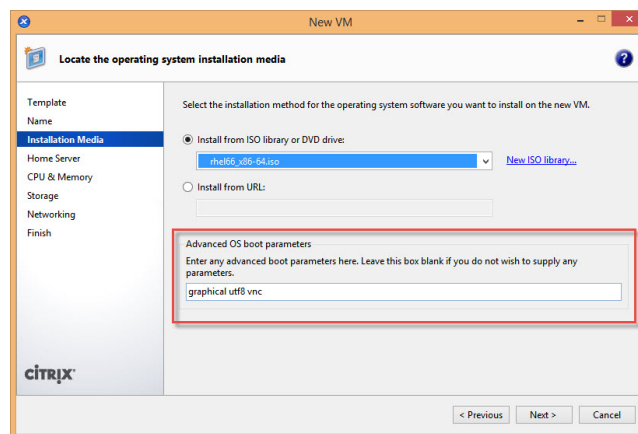 New VM
Locate the operating system installation media
?
Template
Name
Installation Media
Home Server
CPU & Memory
Storage
Networking
Finish
CİTRIX
Select the installation method for the operating system software you want to install on the new VM.
Install from ISO library or DVD drive:
rhel66_x86-64.iso
New ISO library...
Install from URL:
Advanced OS boot parameters
Enter any advanced boot parameters here. Leave this box blank if you do not wish to supply any
parameters.
graphical utf8 vnc
< Previous
Next >
Cancel